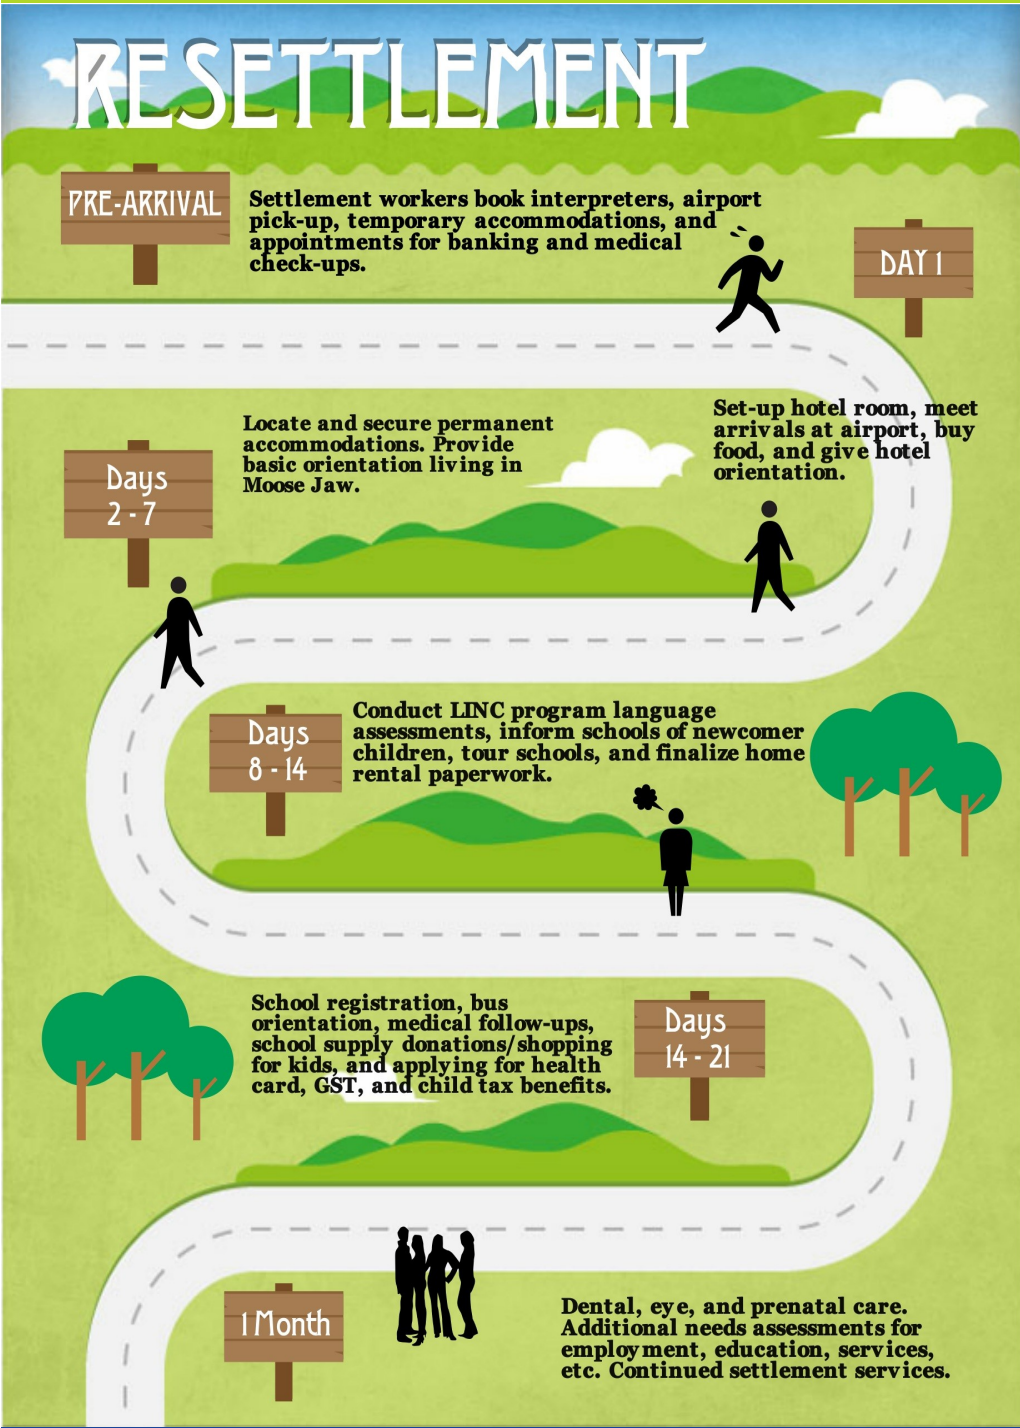 RESETTLEMENT
PRE-ARRIVAL
Settlement workers book interpreters, airport
pick-up, temporary accommodations, and
appointments for banking and medical
check-ups.
DAY 1
Set-up hotel room, meet
arrivals at airport, buy
food, and give hotel
orientation.
Days
2 - 7
Locate and secure permanent
accommodations. Provide
basic orientation living in
Moose Jaw.
Days
8 - 14
Conduct LINC program language
assessments, inform schools of newcomer
children, tour schools, and finalize home
rental paperwork.
Days
14 - 21
School registration, bus
orientation, medical follow-ups,
school supply donations/shopping
for kids, and applying for health
card, GST, and child tax benefits.
1 Month
Dental, eye, and prenatal care.
Additional needs assessments for
employment, education, services,
etc. Continued settlement services.